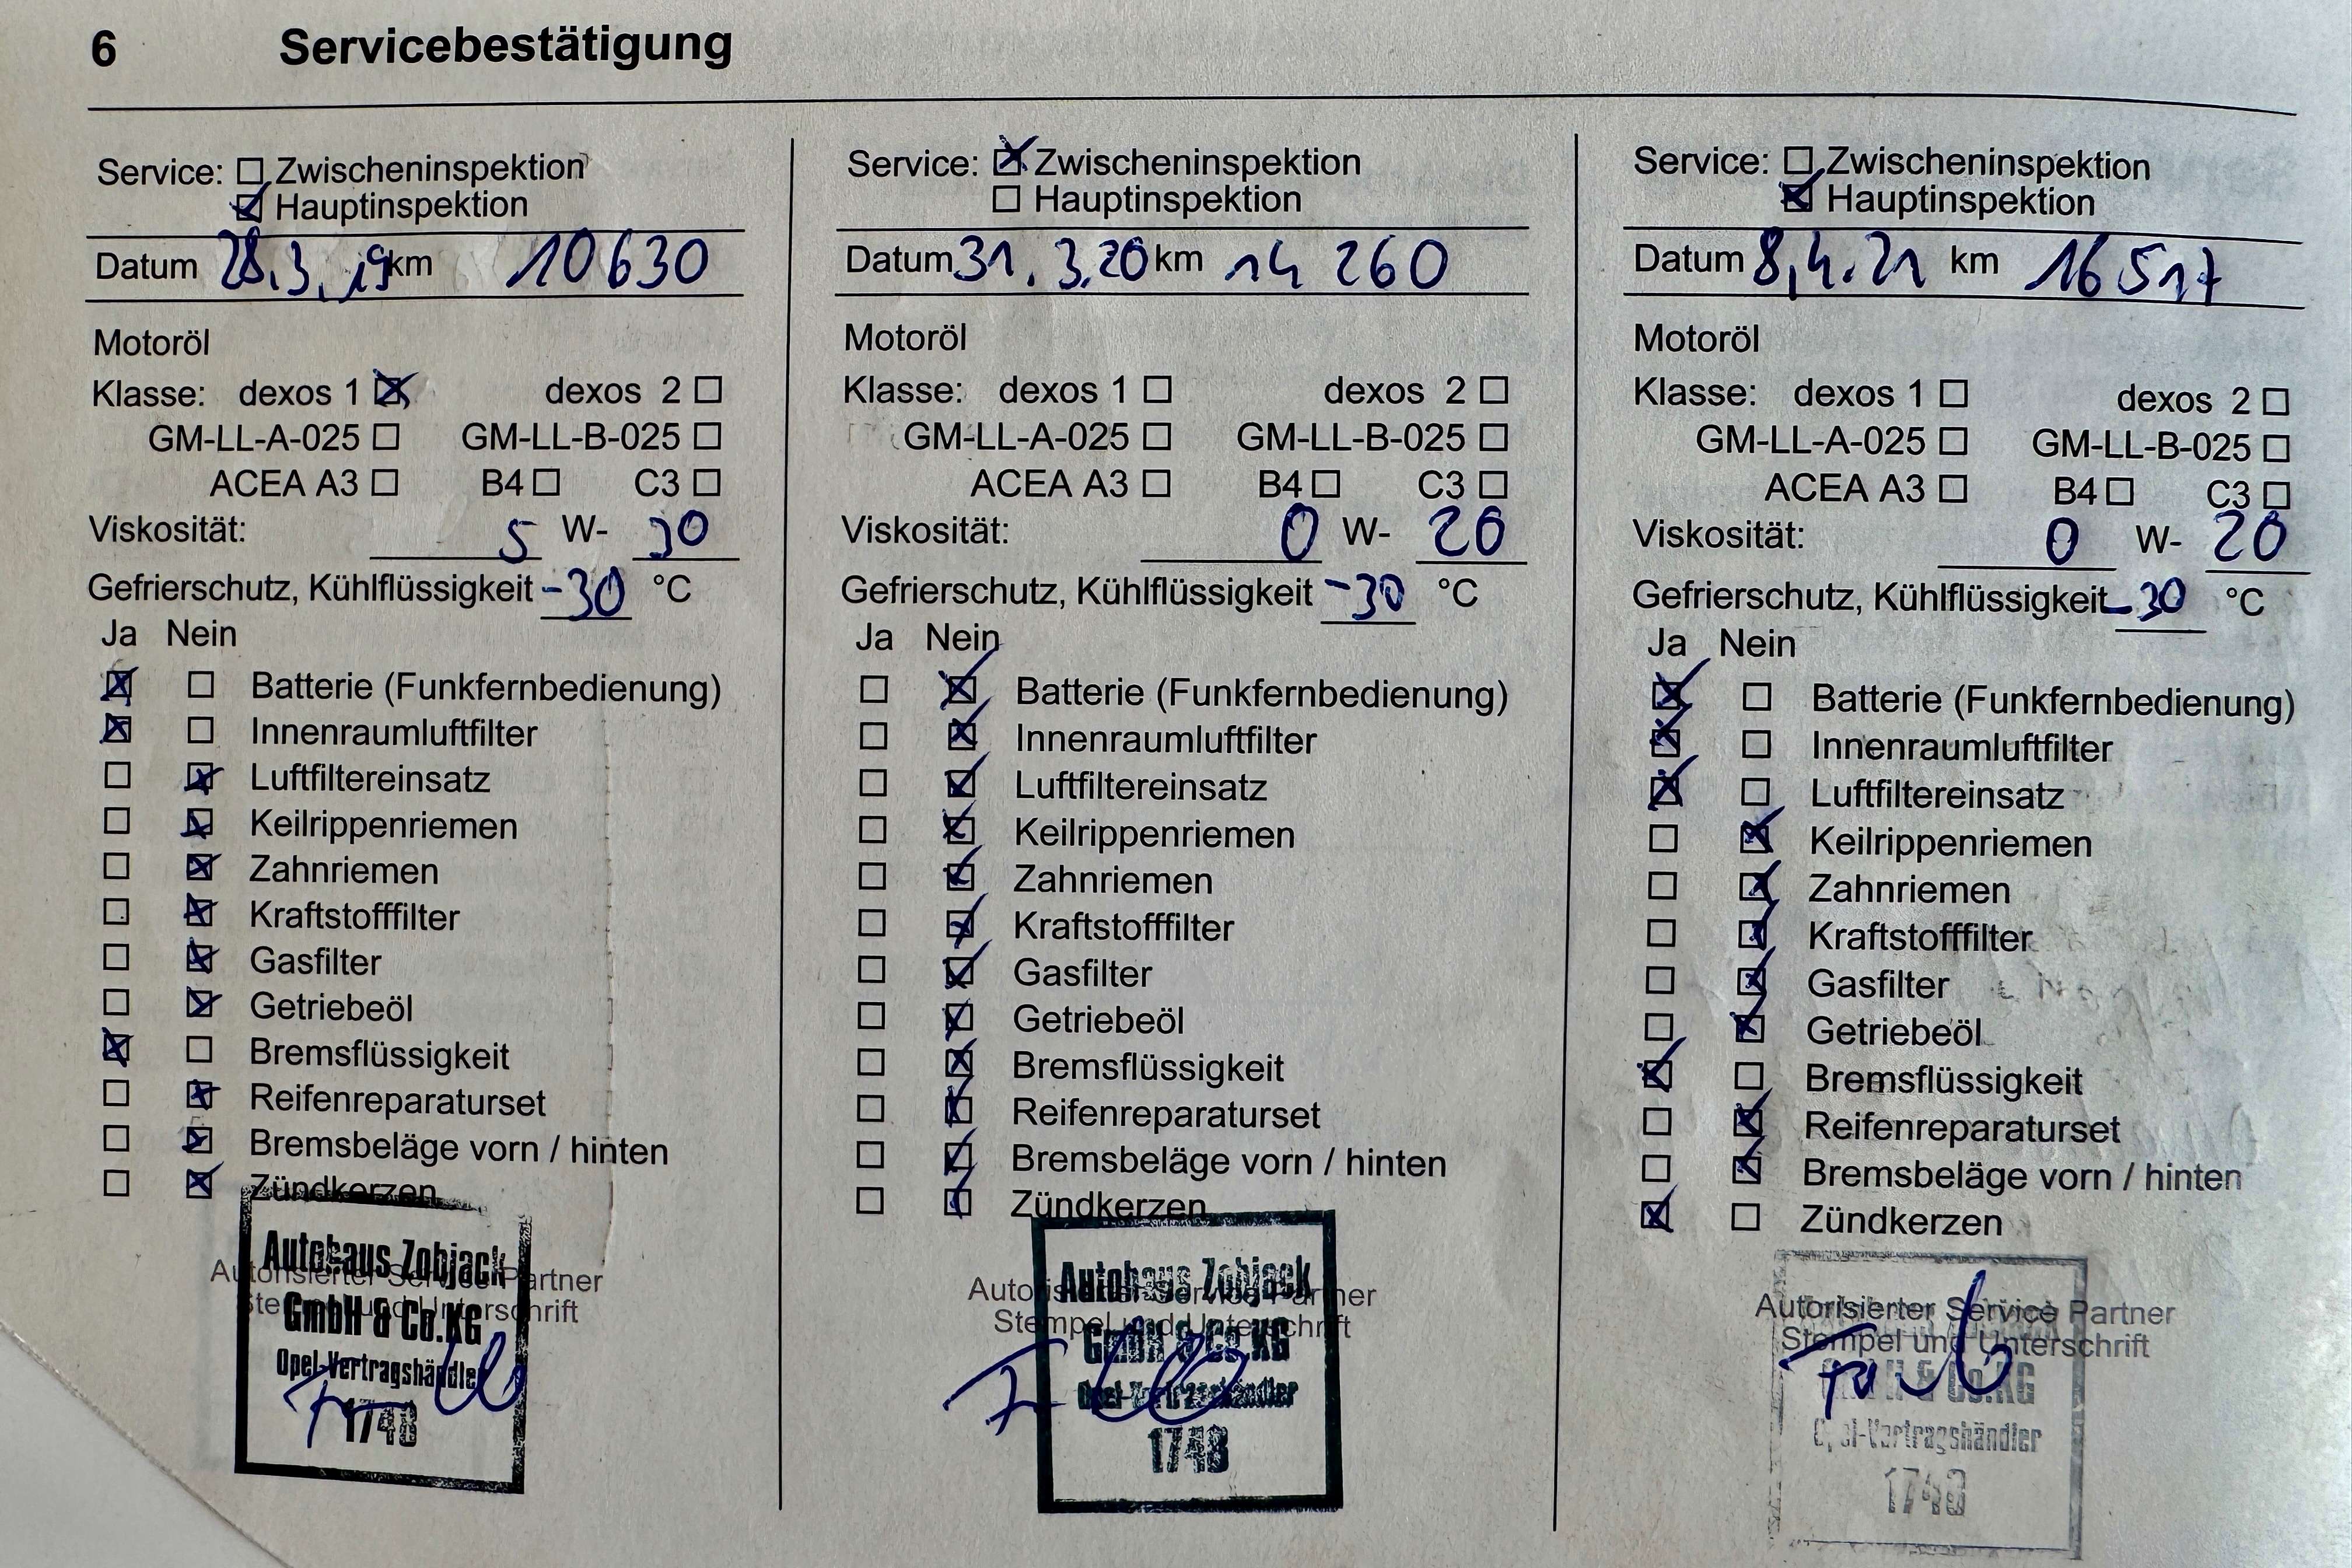 6 Servicebestätigung
Service: ☐ Zwischeninspektion
☒ Hauptinspektion
Datum 28.3.19 km 10630
Motoröl
Klasse: dexos 1 ☒ dexos 2 ☐
GM-LL-A-025 ☐ GM-LL-B-025 ☐
ACEA A3 ☐ B4 ☐ C3 ☐
Viskosität: 5 W- 30
Gefrierschutz, Kühlflüssigkeit -30 °C
Ja Nein
☒ ☐ Batterie (Funkfernbedienung)
☒ ☐ Innenraumluftfilter
☐ ☒ Luftfiltereinsatz
☐ ☒ Keilrippenriemen
☐ ☒ Zahnriemen
☐ ☒ Kraftstofffilter
☐ ☒ Gasfilter
☐ ☒ Getriebeöl
☒ ☐ Bremsflüssigkeit
☐ ☒ Reifenreparaturset
☐ ☒ Bremsbeläge vorn / hinten
☐ ☒ Zündkerzen
Autorisierter Service Partner
Stempel und Unterschrift
Autohaus Zobjack
GmbH & Co.KG
Opel-Vertragshändler
1748
Service: ☒ Zwischeninspektion
☐ Hauptinspektion
Datum 31.3.20 km 14 260
Motoröl
Klasse: dexos 1 ☐ dexos 2 ☐
GM-LL-A-025 ☐ GM-LL-B-025 ☐
ACEA A3 ☐ B4 ☐ C3 ☐
Viskosität: 0 W- 20
Gefrierschutz, Kühlflüssigkeit -30 °C
Ja Nein
☐ ☒ Batterie (Funkfernbedienung)
☐ ☒ Innenraumluftfilter
☐ ☒ Luftfiltereinsatz
☐ ☒ Keilrippenriemen
☐ ☒ Zahnriemen
☐ ☒ Kraftstofffilter
☐ ☒ Gasfilter
☐ ☒ Getriebeöl
☐ ☒ Bremsflüssigkeit
☐ ☒ Reifenreparaturset
☐ ☒ Bremsbeläge vorn / hinten
☐ ☒ Zündkerzen
Autorisierter Service Partner
Stempel und Unterschrift
Autohaus Zobjack
GmbH & Co.KG
Opel-Vertragshändler
1748
Service: ☐ Zwischeninspektion
☒ Hauptinspektion
Datum 8.4.21 km 16517
Motoröl
Klasse: dexos 1 ☐ dexos 2 ☐
GM-LL-A-025 ☐ GM-LL-B-025 ☐
ACEA A3 ☐ B4 ☐ C3 ☐
Viskosität: 0 W- 20
Gefrierschutz, Kühlflüssigkeit -30 °C
Ja Nein
☒ ☐ Batterie (Funkfernbedienung)
☒ ☐ Innenraumluftfilter
☒ ☐ Luftfiltereinsatz
☐ ☒ Keilrippenriemen
☐ ☒ Zahnriemen
☐ ☒ Kraftstofffilter
☐ ☒ Gasfilter
☐ ☒ Getriebeöl
☒ ☐ Bremsflüssigkeit
☐ ☒ Reifenreparaturset
☐ ☒ Bremsbeläge vorn / hinten
☒ ☐ Zündkerzen
Autorisierter Service Partner
Stempel und Unterschrift
GmbH & Co.KG
Opel-Vertragshändler
1748